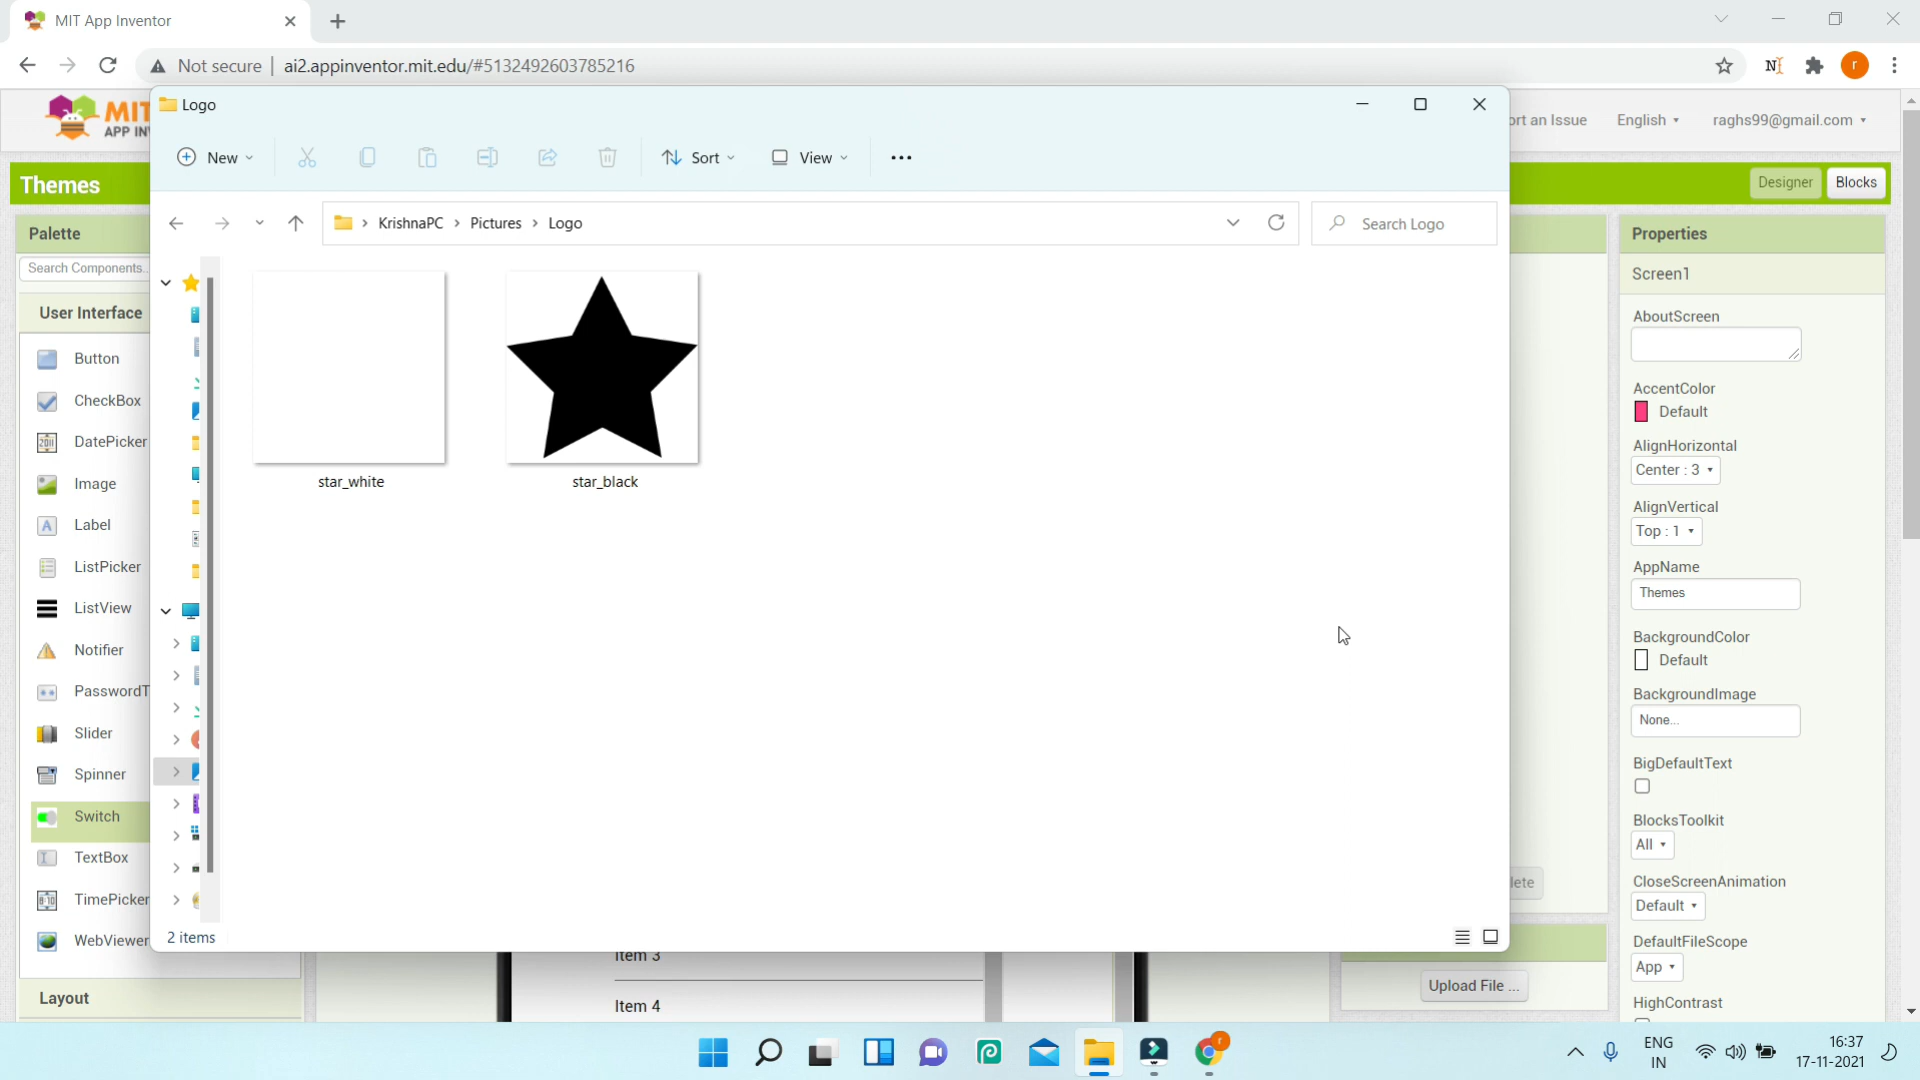 MIT App Inventor
Not secure
ai2.appinventor.mit.edu/#5132492603785216
MIT
APP IN
Logo
ort an Issue
English
raghs99@gmail.com
New
Sort
View
Themes
Designer
Blocks
KrishnaPC
Pictures
Logo
Search Logo
Palette
Search Components...
User Interface
Button
CheckBox
DatePicker
Image
Label
ListPicker
ListView
Notifier
PasswordT
Slider
Spinner
Switch
TextBox
TimePicker
WebViewer
Layout
star_white
star_black
2 items
Item 3
Item 4
lete
Upload File ...
Properties
Screen1
AboutScreen
AccentColor
Default
AlignHorizontal
Center : 3
AlignVertical
Top : 1
AppName
Themes
BackgroundColor
Default
BackgroundImage
None...
BigDefaultText
BlocksToolkit
All
CloseScreenAnimation
Default
DefaultFileScope
App
HighContrast
ENG
IN
16:37
17-11-2021